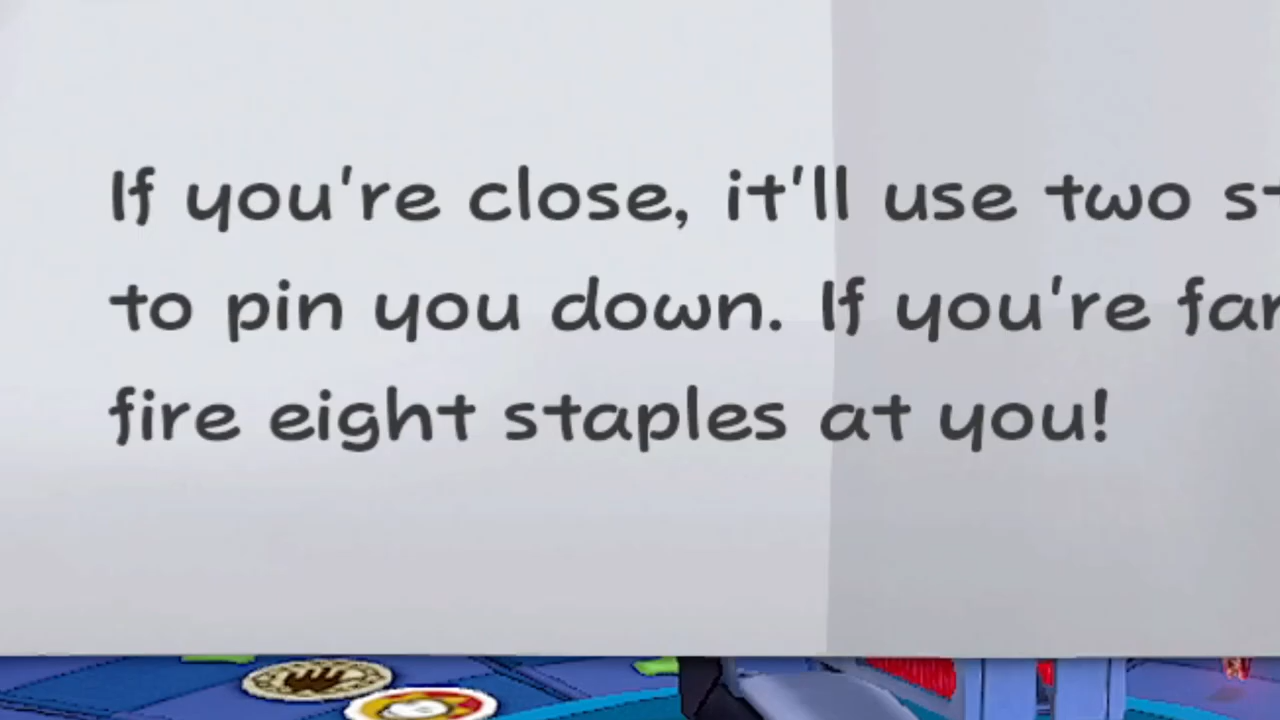 If you're close, it'll use two
to pin you down. If you're
fire eight staples at you!